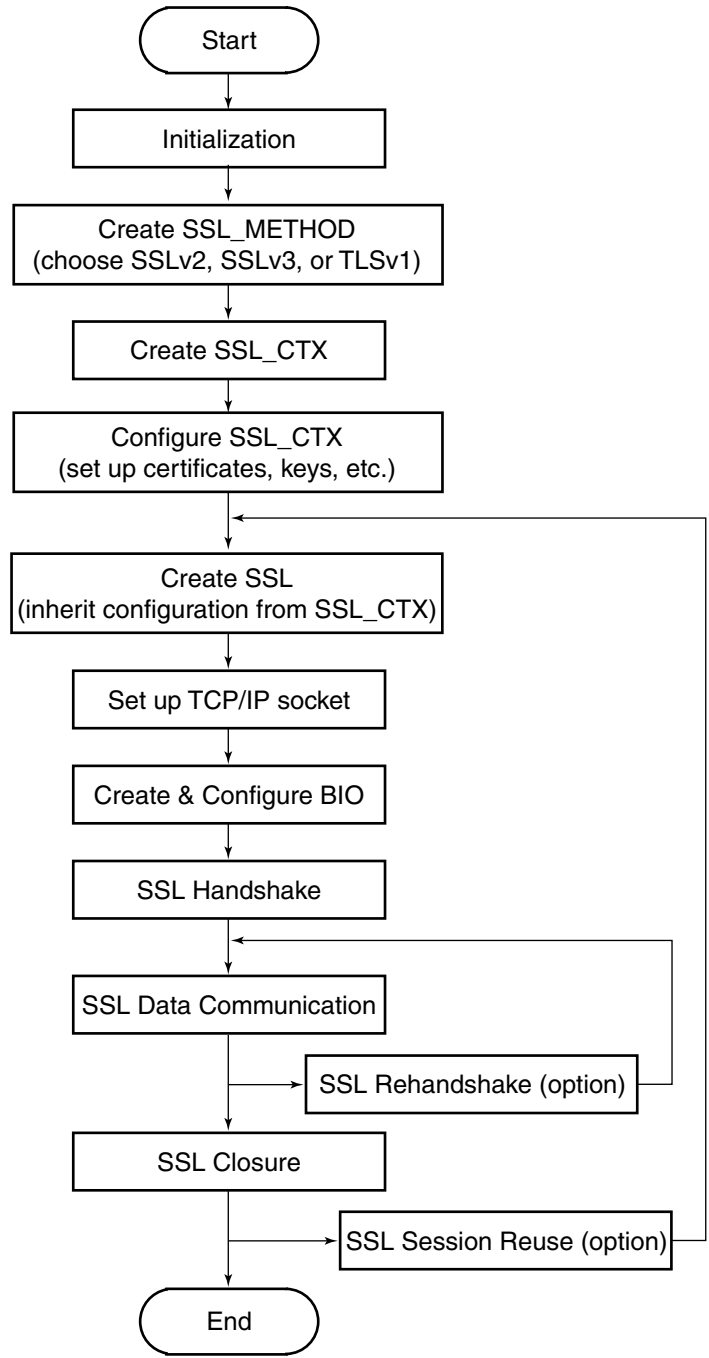 Start
Initialization
Create SSL_METHOD
(choose SSLv2, SSLv3, or TLSv1)
Create SSL_CTX
Configure SSL_CTX
(set up certificates, keys, etc.)
Create SSL
(inherit configuration from SSL_CTX)
Set up TCP/IP socket
Create & Configure BIO
SSL Handshake
SSL Data Communication
SSL Rehandshake (option)
SSL Closure
SSL Session Reuse (option)
End